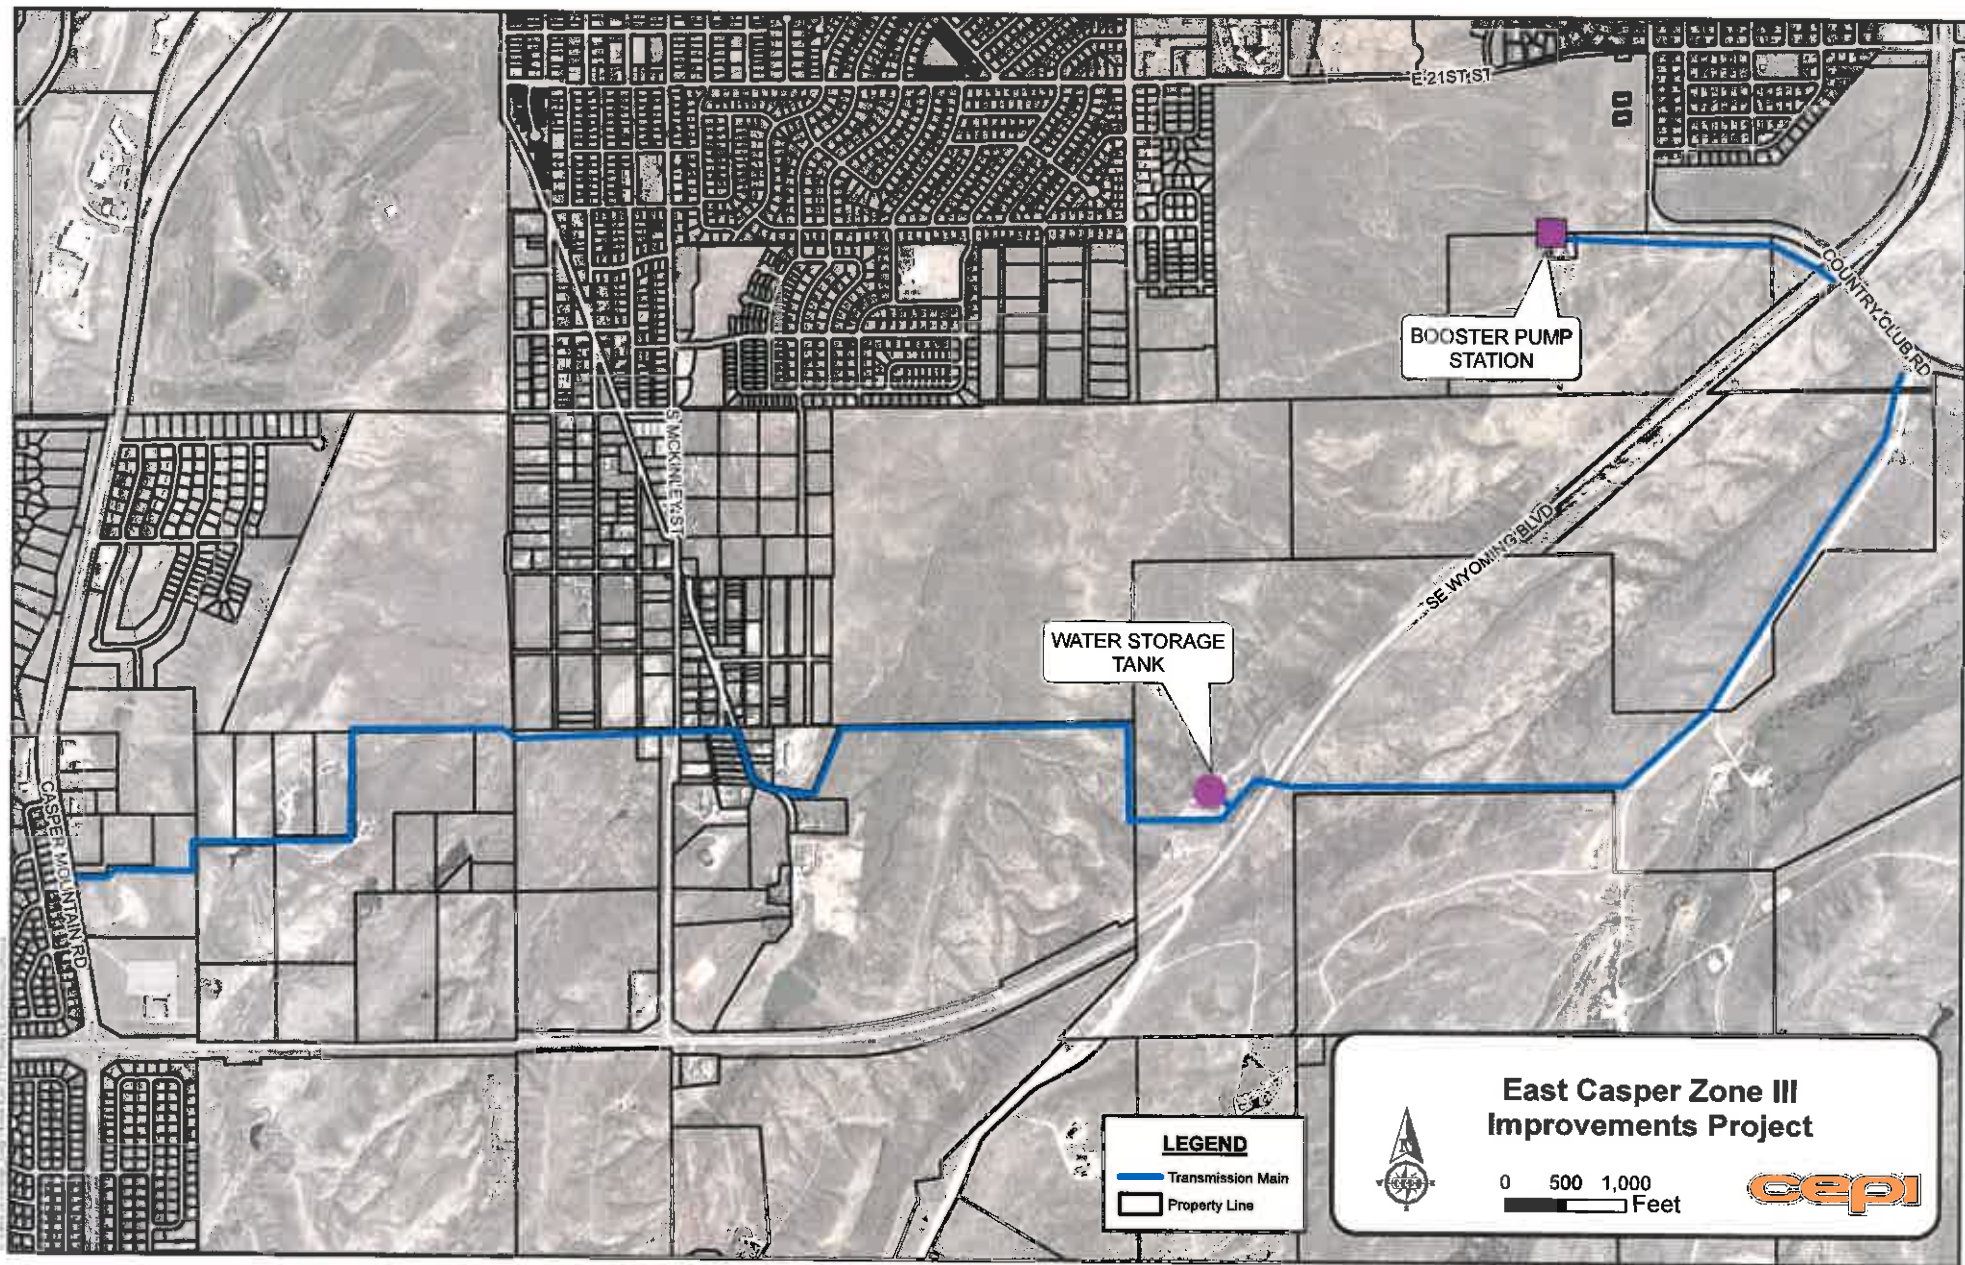 E 21ST ST
COUNTRY CLUB RD
BOOSTER PUMP
STATION
S MCKINLEY ST
SE WYOMING BLVD
WATER STORAGE
TANK
CASPER MOUNTAIN RD
East Casper Zone III
Improvements Project
LEGEND
Transmission Main
Property Line
N
0 500 1,000
Feet
cepi